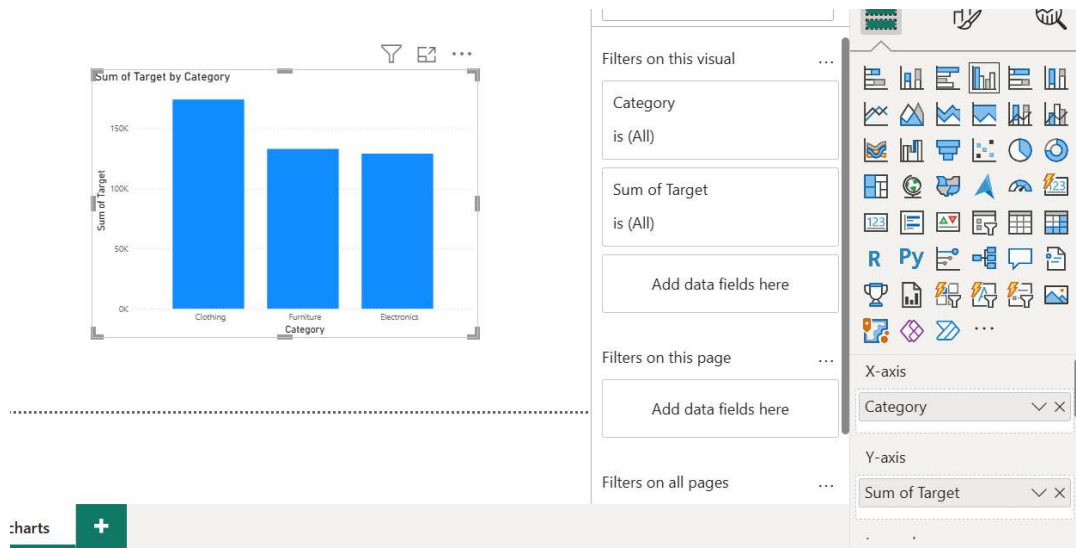 Sum of Target by Category
150K
100K
50K
0K
Sum of Target
Clothing
Furniture
Electronics
Category
Filters on this visual
...
Category
is (All)
Sum of Target
is (All)
Add data fields here
Filters on this page
...
Add data fields here
Filters on all pages
...
123
123
R
Py
...
X-axis
Category
Y-axis
Sum of Target
charts
+